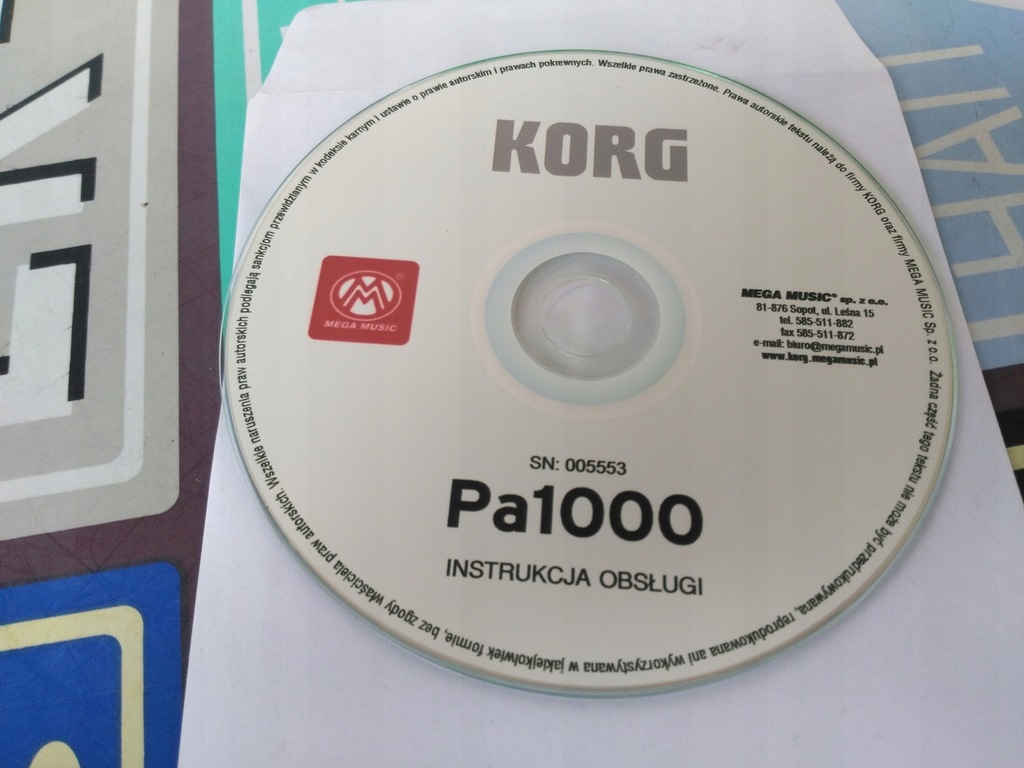 KORG
MEGA MUSIC
®
MEGA MUSIC® sp. z o.o.
81-876 Sopot, ul. Leśna 15
tel. 585-511-882
fax 585-511-872
e-mail: biuro@megamusic.pl
www.korg.megamusic.pl
SN: 005553
Pa1000
INSTRUKCJA OBSŁUGI
Prawa autorskie tekstu należą do firmy KORG oraz firmy MEGA MUSIC Sp. z o.o. Żadna część tego tekstu nie może być przedrukowywana, reprodukowana ani wykorzystywana w jakiejkolwiek formie, bez zgody właściciela praw autorskich. Wszelkie naruszenia praw autorskich podlegają sankcjom przewidzianym w kodeksie karnym i ustawie o prawie autorskim i prawach pokrewnych. Wszelkie prawa zastrzeżone.